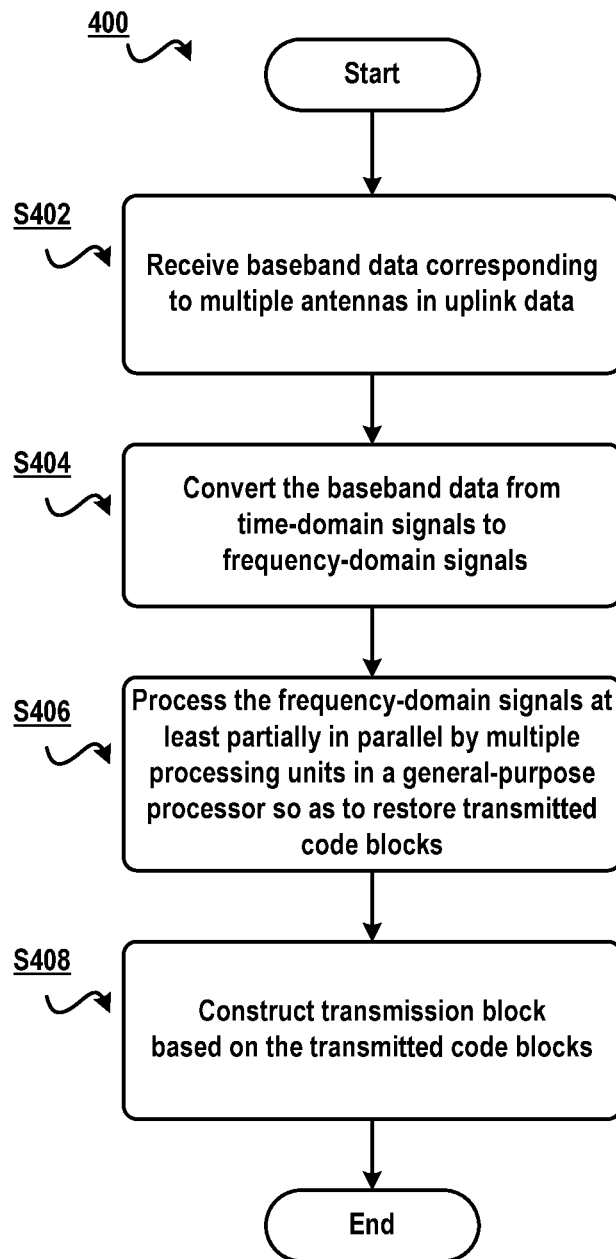 400
Start
S402
Receive baseband data corresponding
to multiple antennas in uplink data
S404
Convert the baseband data from
time-domain signals to
frequency-domain signals
S406
Process the frequency-domain signals at
least partially in parallel by multiple
processing units in a general-purpose
processor so as to restore transmitted
code blocks
S408
Construct transmission block
based on the transmitted code blocks
End